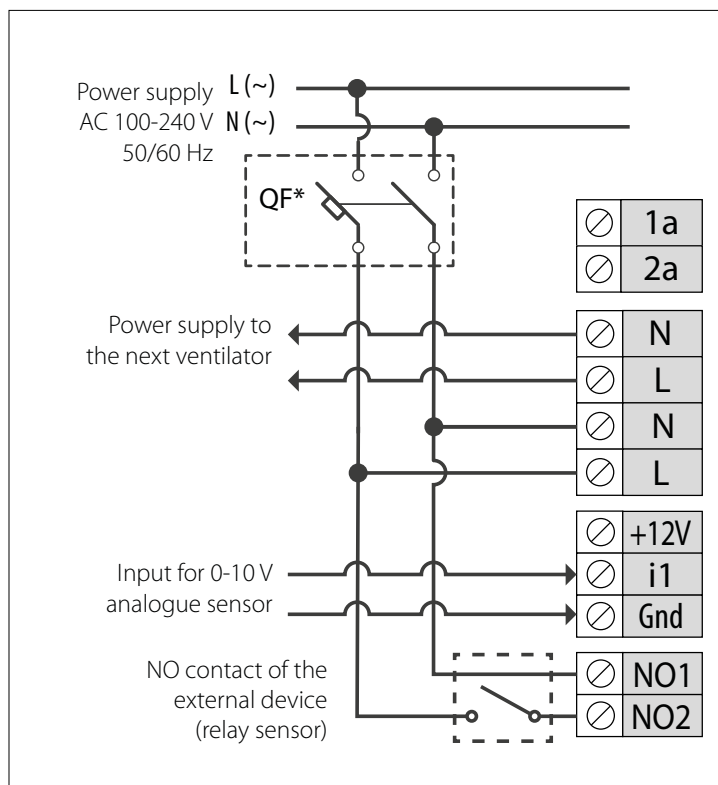 Power supply L (~)
AC 100-240 V N (~)
50/60 Hz
QF*
1a
2a
Power supply to
the next ventilator
N
L
N
L
+12V
Input for 0-10 V
analogue sensor
i1
Gnd
NO contact of the
external device
(relay sensor)
NO1
NO2